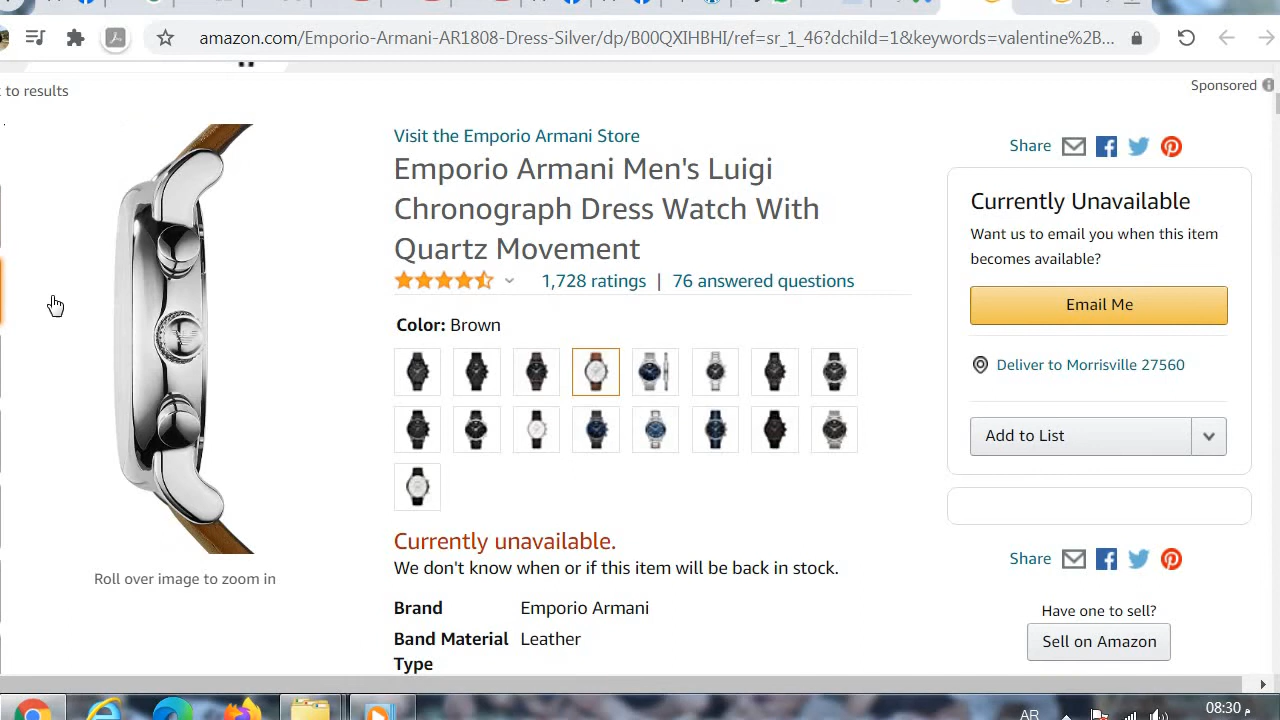 amazon.com/Emporio-Armani-AR1808-Dress-Silver/dp/B00QXIHHHI/ref=sr_1_46?dchild=1&keywords=valentine%2B...
to results
Sponsored
Visit the Emporio Armani Store
Emporio Armani Men's Luigi
Chronograph Dress Watch With
Quartz Movement
1,728 ratings | 76 answered questions
Color: Brown
Currently unavailable.
We don't know when or if this item will be back in stock.
Brand Emporio Armani
Band Material Leather
Type
Roll over image to zoom in
Share
Currently Unavailable
Want us to email you when this item
becomes available?
Email Me
Deliver to Morrisville 27560
Add to List
Share
Have one to sell?
Sell on Amazon
AR
08:30 م